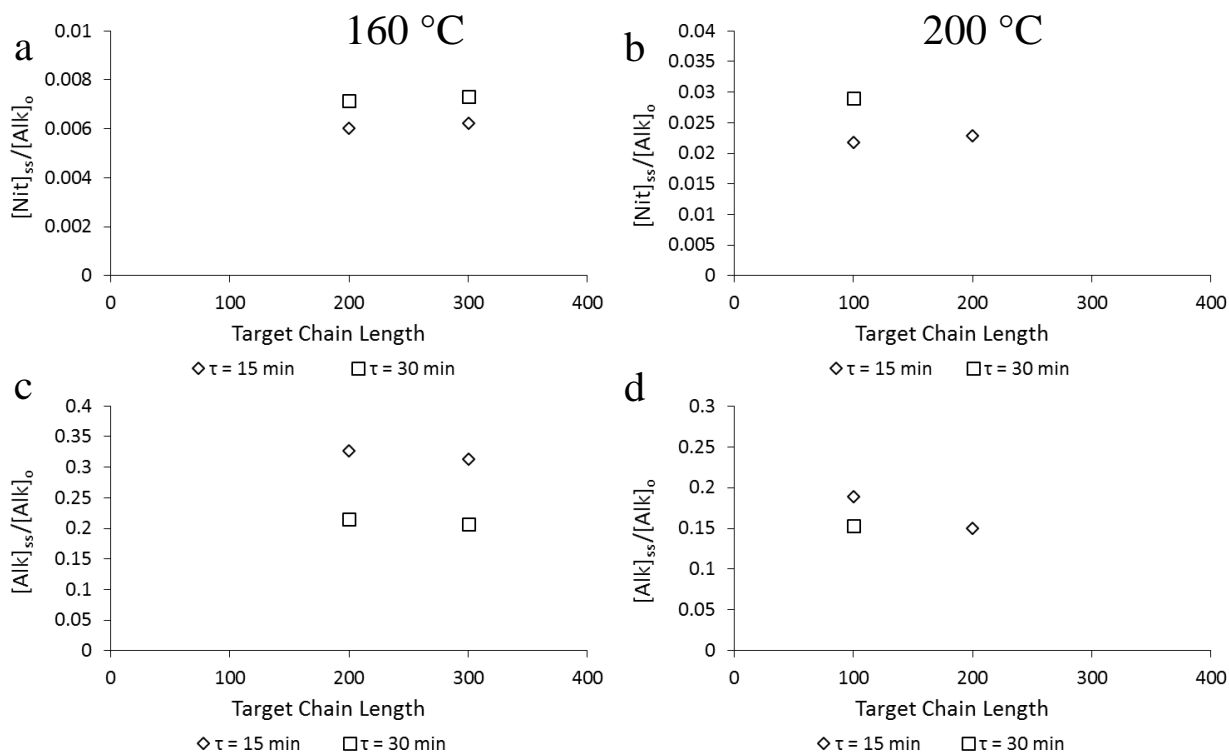 160 °C
200 °C
a
0.01
0.008
0.006
0.004
0.002
0
[Nit]ss/[Alk]o
0 100 200 300 400
Target Chain Length
◇ τ = 15 min □ τ = 30 min
b
0.04
0.035
0.03
0.025
0.02
0.015
0.01
0.005
0
[Nit]ss/[Alk]o
0 100 200 300 400
Target Chain Length
◇ τ = 15 min □ τ = 30 min
c
0.4
0.35
0.3
0.25
0.2
0.15
0.1
0.05
0
[Alk]ss/[Alk]o
0 100 200 300 400
Target Chain Length
◇ τ = 15 min □ τ = 30 min
d
0.3
0.25
0.2
0.15
0.1
0.05
0
[Alk]ss/[Alk]o
0 100 200 300 400
Target Chain Length
◇ τ = 15 min □ τ = 30 min